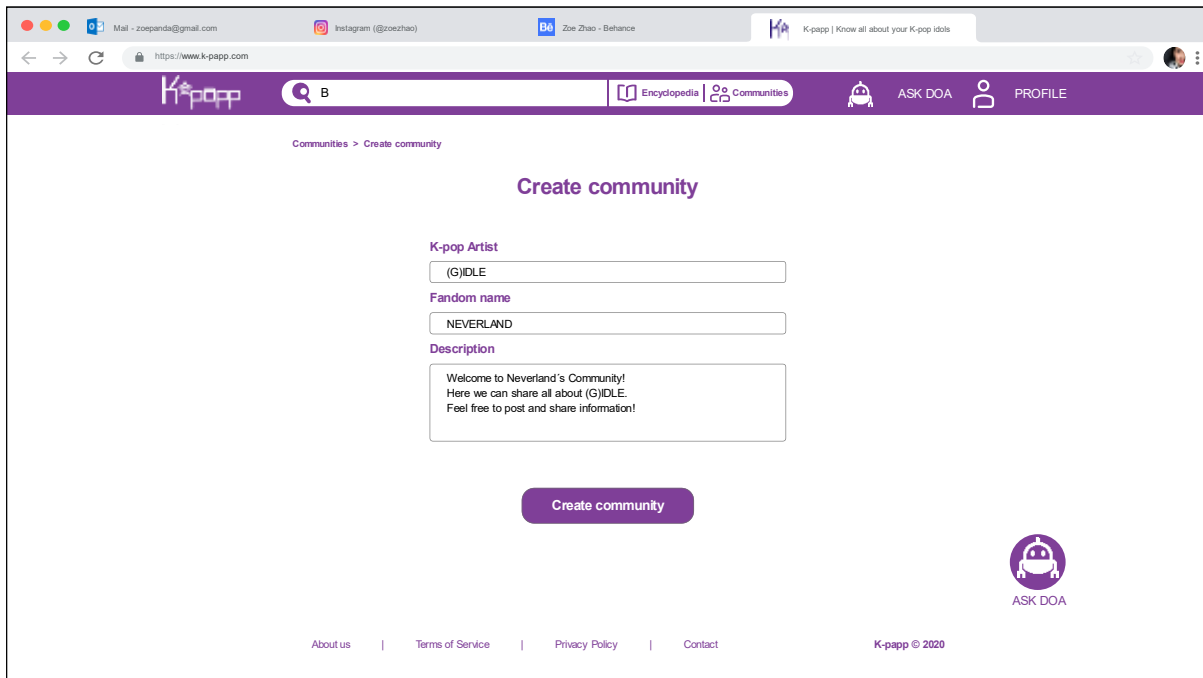 Mail - zoepanda@gmail.com
Instagram (@zoezhao)
Bē Zoe Zhao - Behance
K-papp | Know all about your K-pop idols
https://www.k-papp.com
K-papp
B
Encyclopedia
Communities
ASK DOA
PROFILE
Communities > Create community
Create community
K-pop Artist
(G)IDLE
Fandom name
NEVERLAND
Description
Welcome to Neverland´s Community!
Here we can share all about (G)IDLE.
Feel free to post and share information!
Create community
ASK DOA
About us | Terms of Service | Privacy Policy | Contact
K-papp © 2020